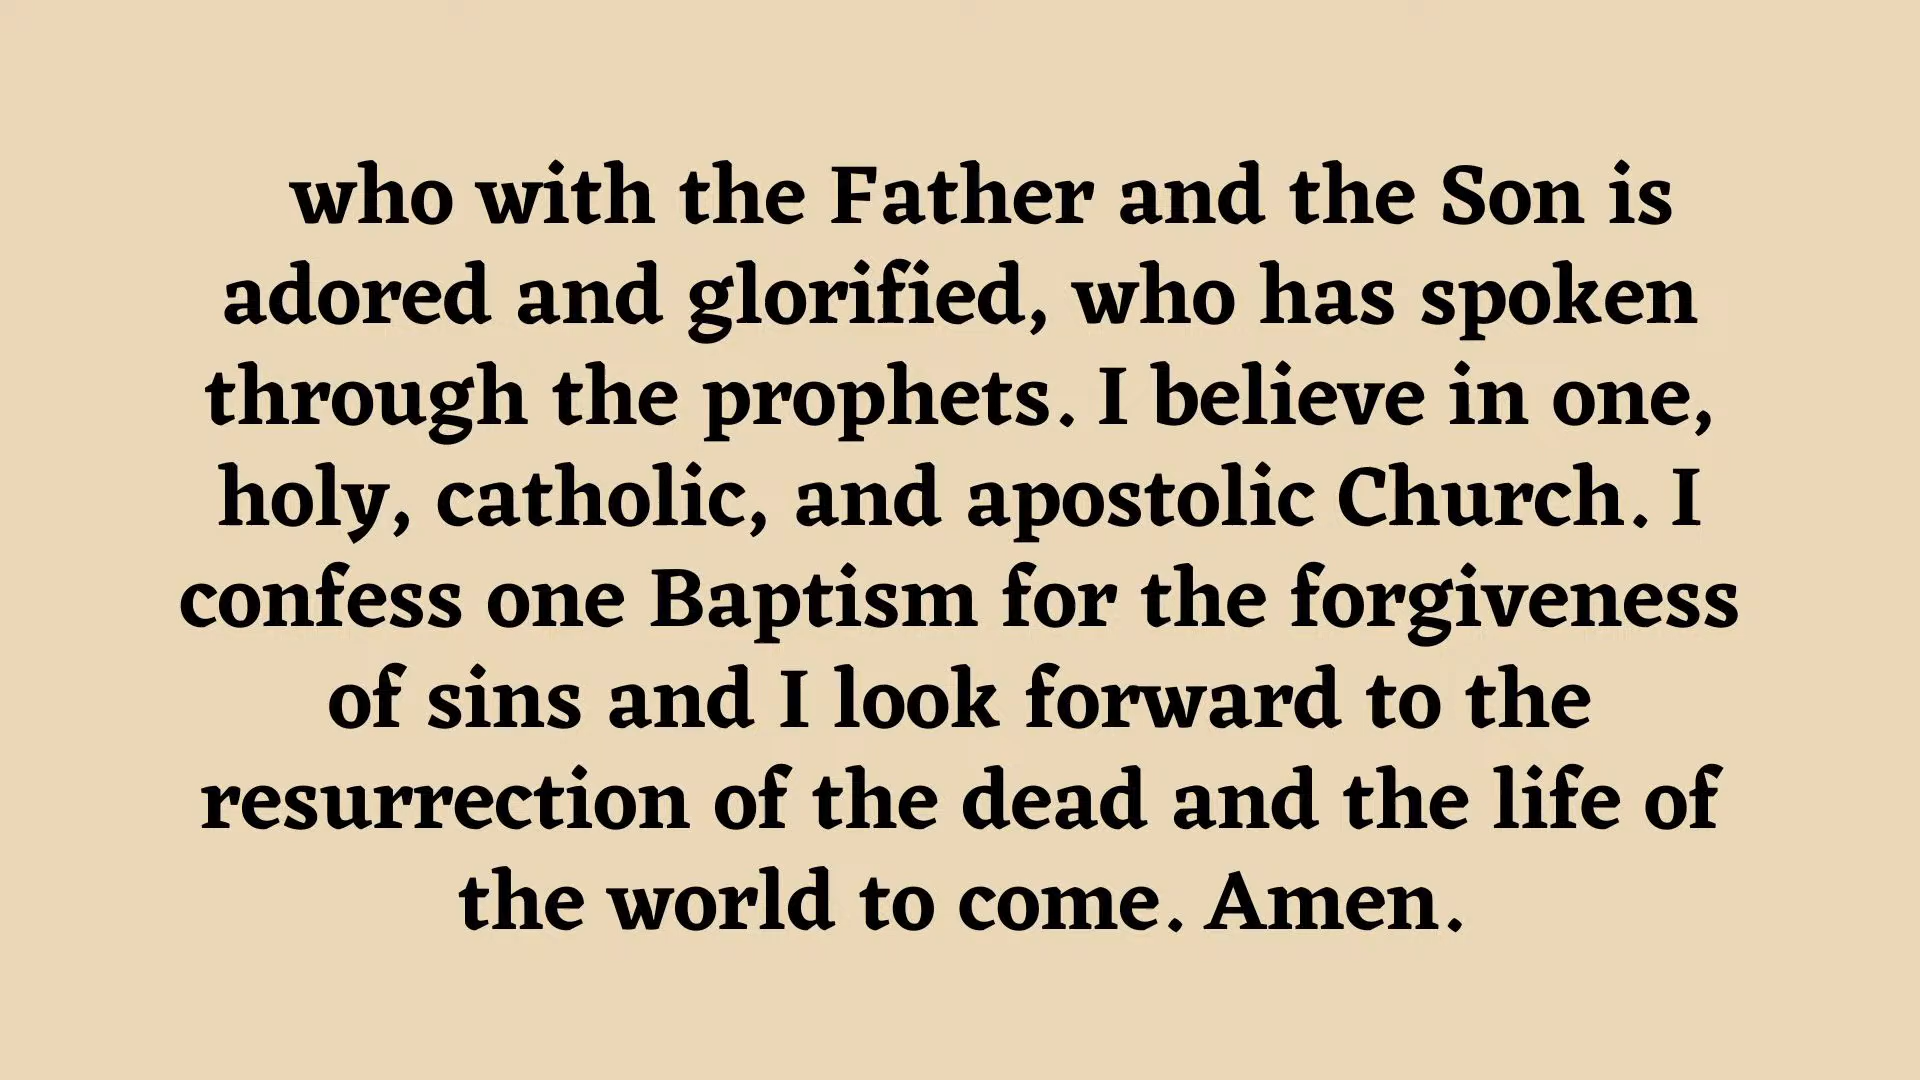 who with the Father and the Son is
adored and glorified, who has spoken
through the prophets. I believe in one,
holy, catholic, and apostolic Church. I
confess one Baptism for the forgiveness
of sins and I look forward to the
resurrection of the dead and the life of
the world to come. Amen.